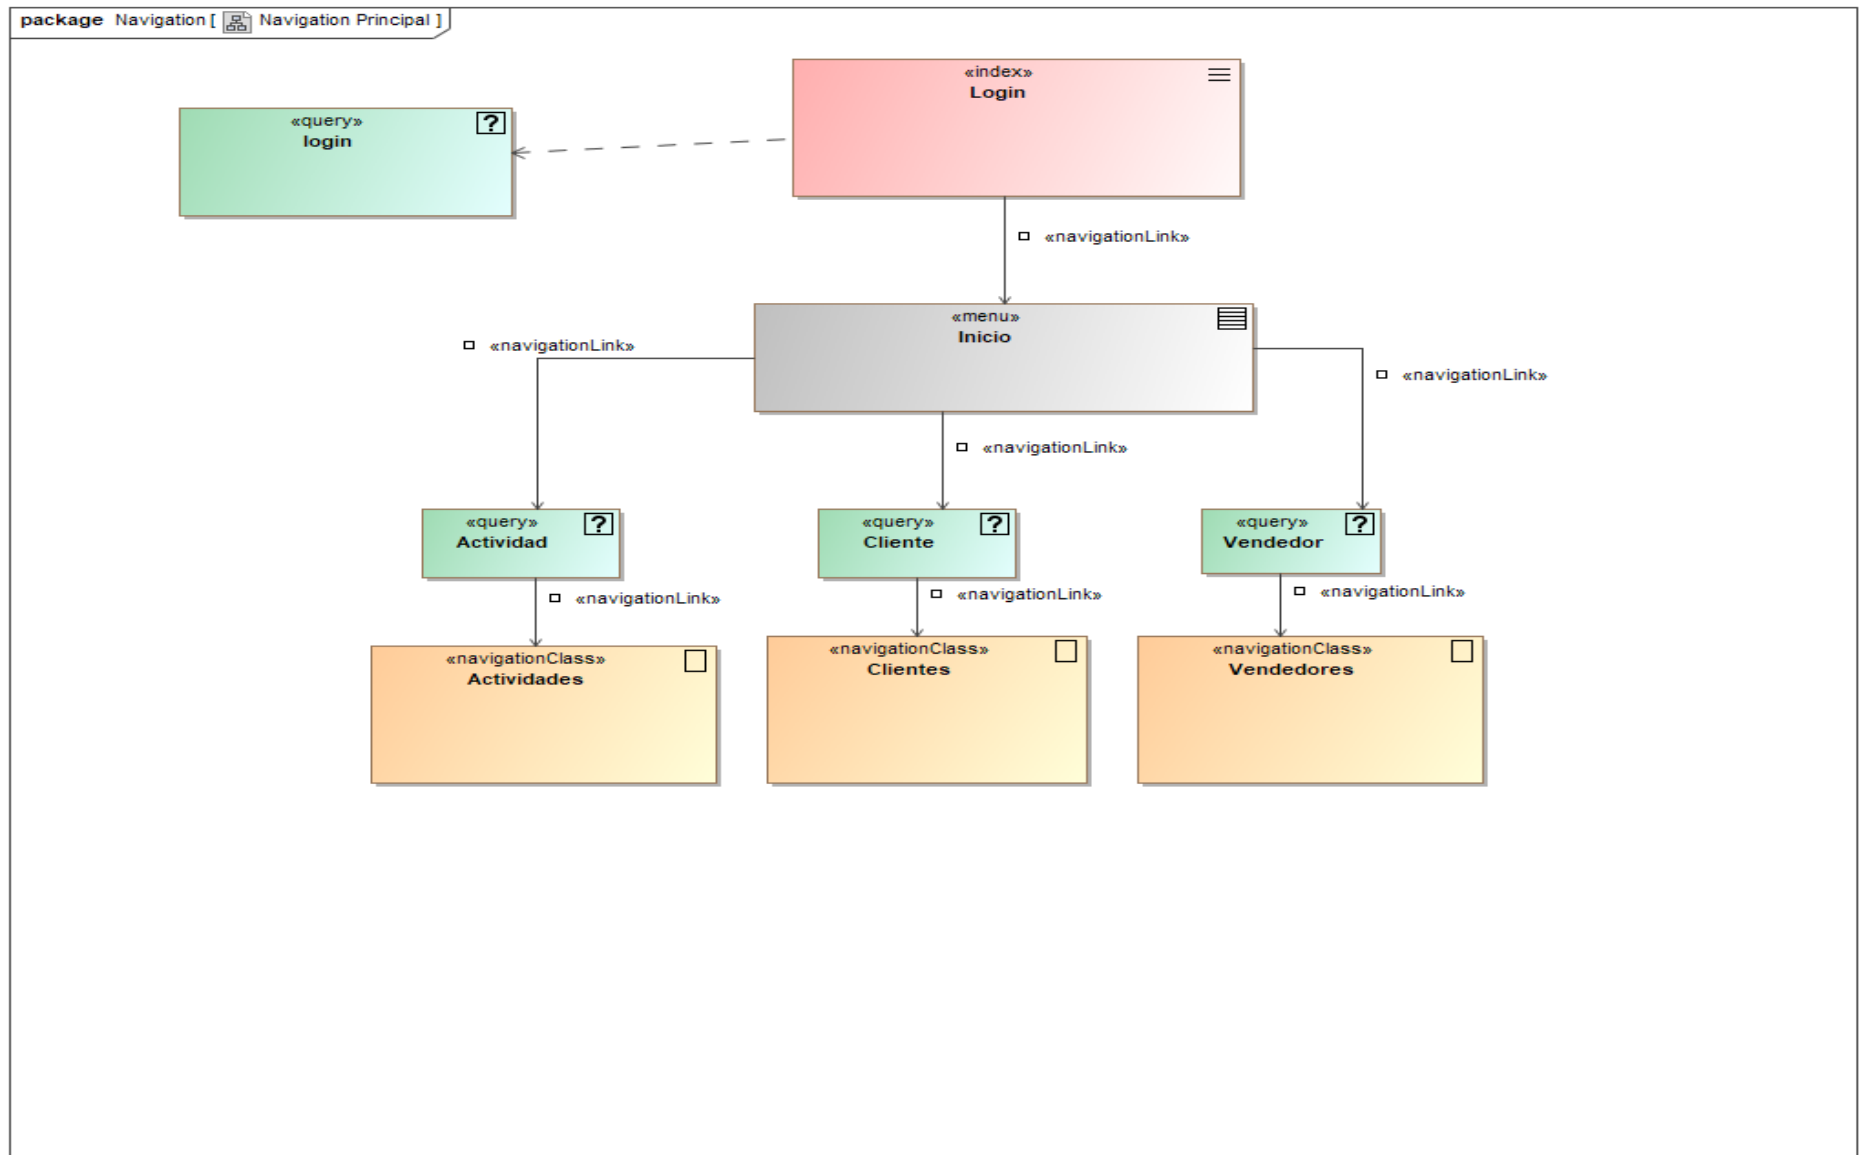 package Navigation [ Navigation Principal ]
«index»
Login
«query»
login
?
«navigationLink»
«menu»
Inicio
«navigationLink»
«navigationLink»
«navigationLink»
«query»
Actividad
?
«query»
Cliente
?
«query»
Vendedor
?
«navigationLink»
«navigationLink»
«navigationLink»
«navigationClass»
Actividades
«navigationClass»
Clientes
«navigationClass»
Vendedores